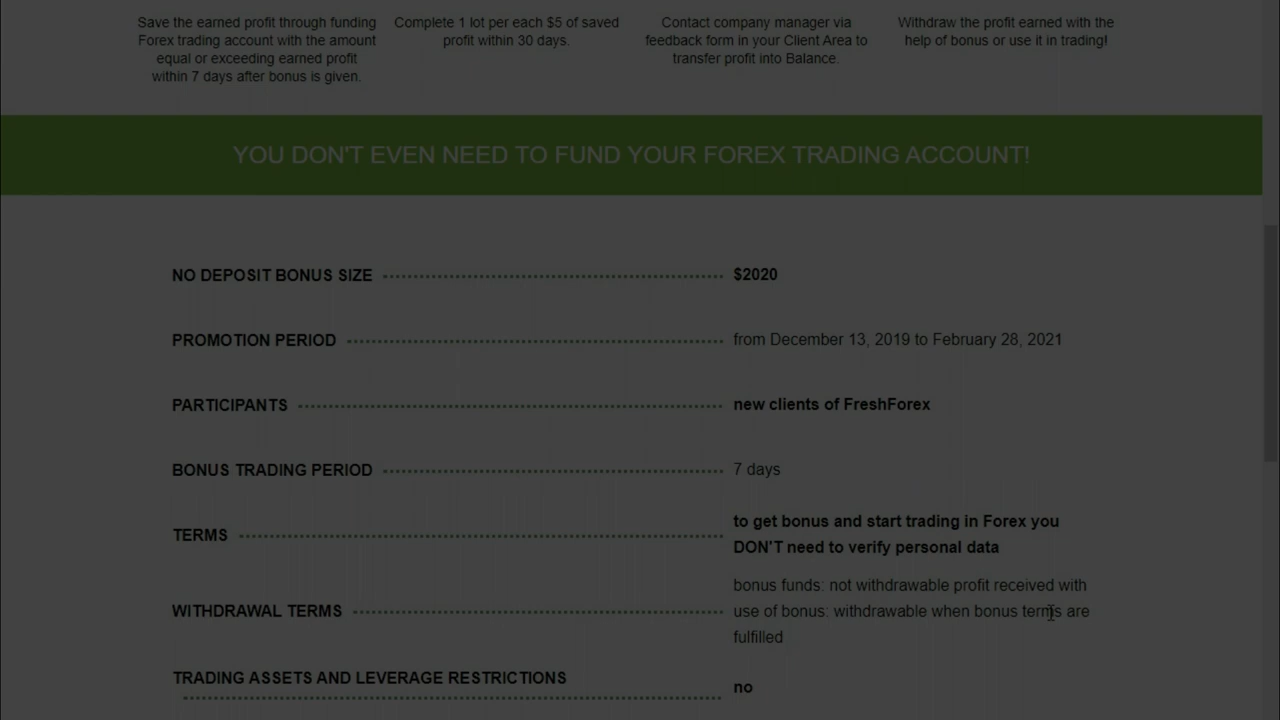 Save the earned profit through funding
Forex trading account with the amount
equal or exceeding earned profit
within 7 days after bonus is given.
Complete 1 lot per each $5 of saved
profit within 30 days.
Contact company manager via
feedback form in your Client Area to
transfer profit into Balance.
Withdraw the profit earned with the
help of bonus or use it in trading!
YOU DON'T EVEN NEED TO FUND YOUR FOREX TRADING ACCOUNT!
NO DEPOSIT BONUS SIZE
$2020
PROMOTION PERIOD
from December 13, 2019 to February 28, 2021
PARTICIPANTS
new clients of FreshForex
BONUS TRADING PERIOD
7 days
TERMS
to get bonus and start trading in Forex you
DON'T need to verify personal data
WITHDRAWAL TERMS
bonus funds: not withdrawable profit received with
use of bonus: withdrawable when bonus terms are
fulfilled
TRADING ASSETS AND LEVERAGE RESTRICTIONS
no